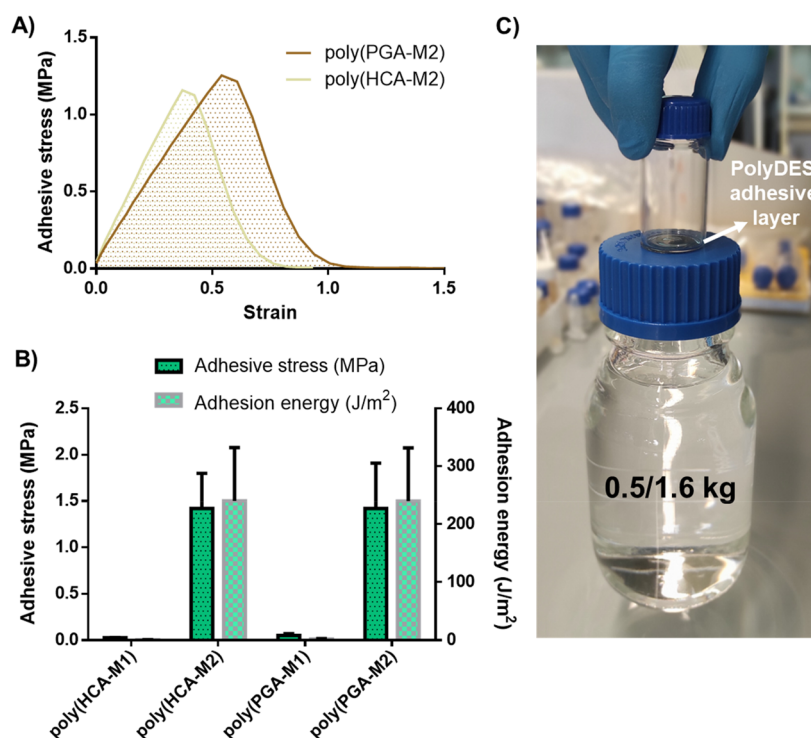 A)
Adhesive stress (MPa)
1.5
1.0
0.5
0.0
0.0 0.5 1.0 1.5
Strain
poly(PGA-M2)
poly(HCA-M2)
B)
Adhesive stress (MPa)
Adhesion energy (J/m²)
Adhesive stress (MPa)
2.5
2.0
1.5
1.0
0.5
0.0
400
300
200
100
0
Adhesion energy (J/m²)
poly(HCA-M1)
poly(HCA-M2)
poly(PGA-M1)
poly(PGA-M2)
C)
PolyDES
adhesive
layer
0.5/1.6 kg